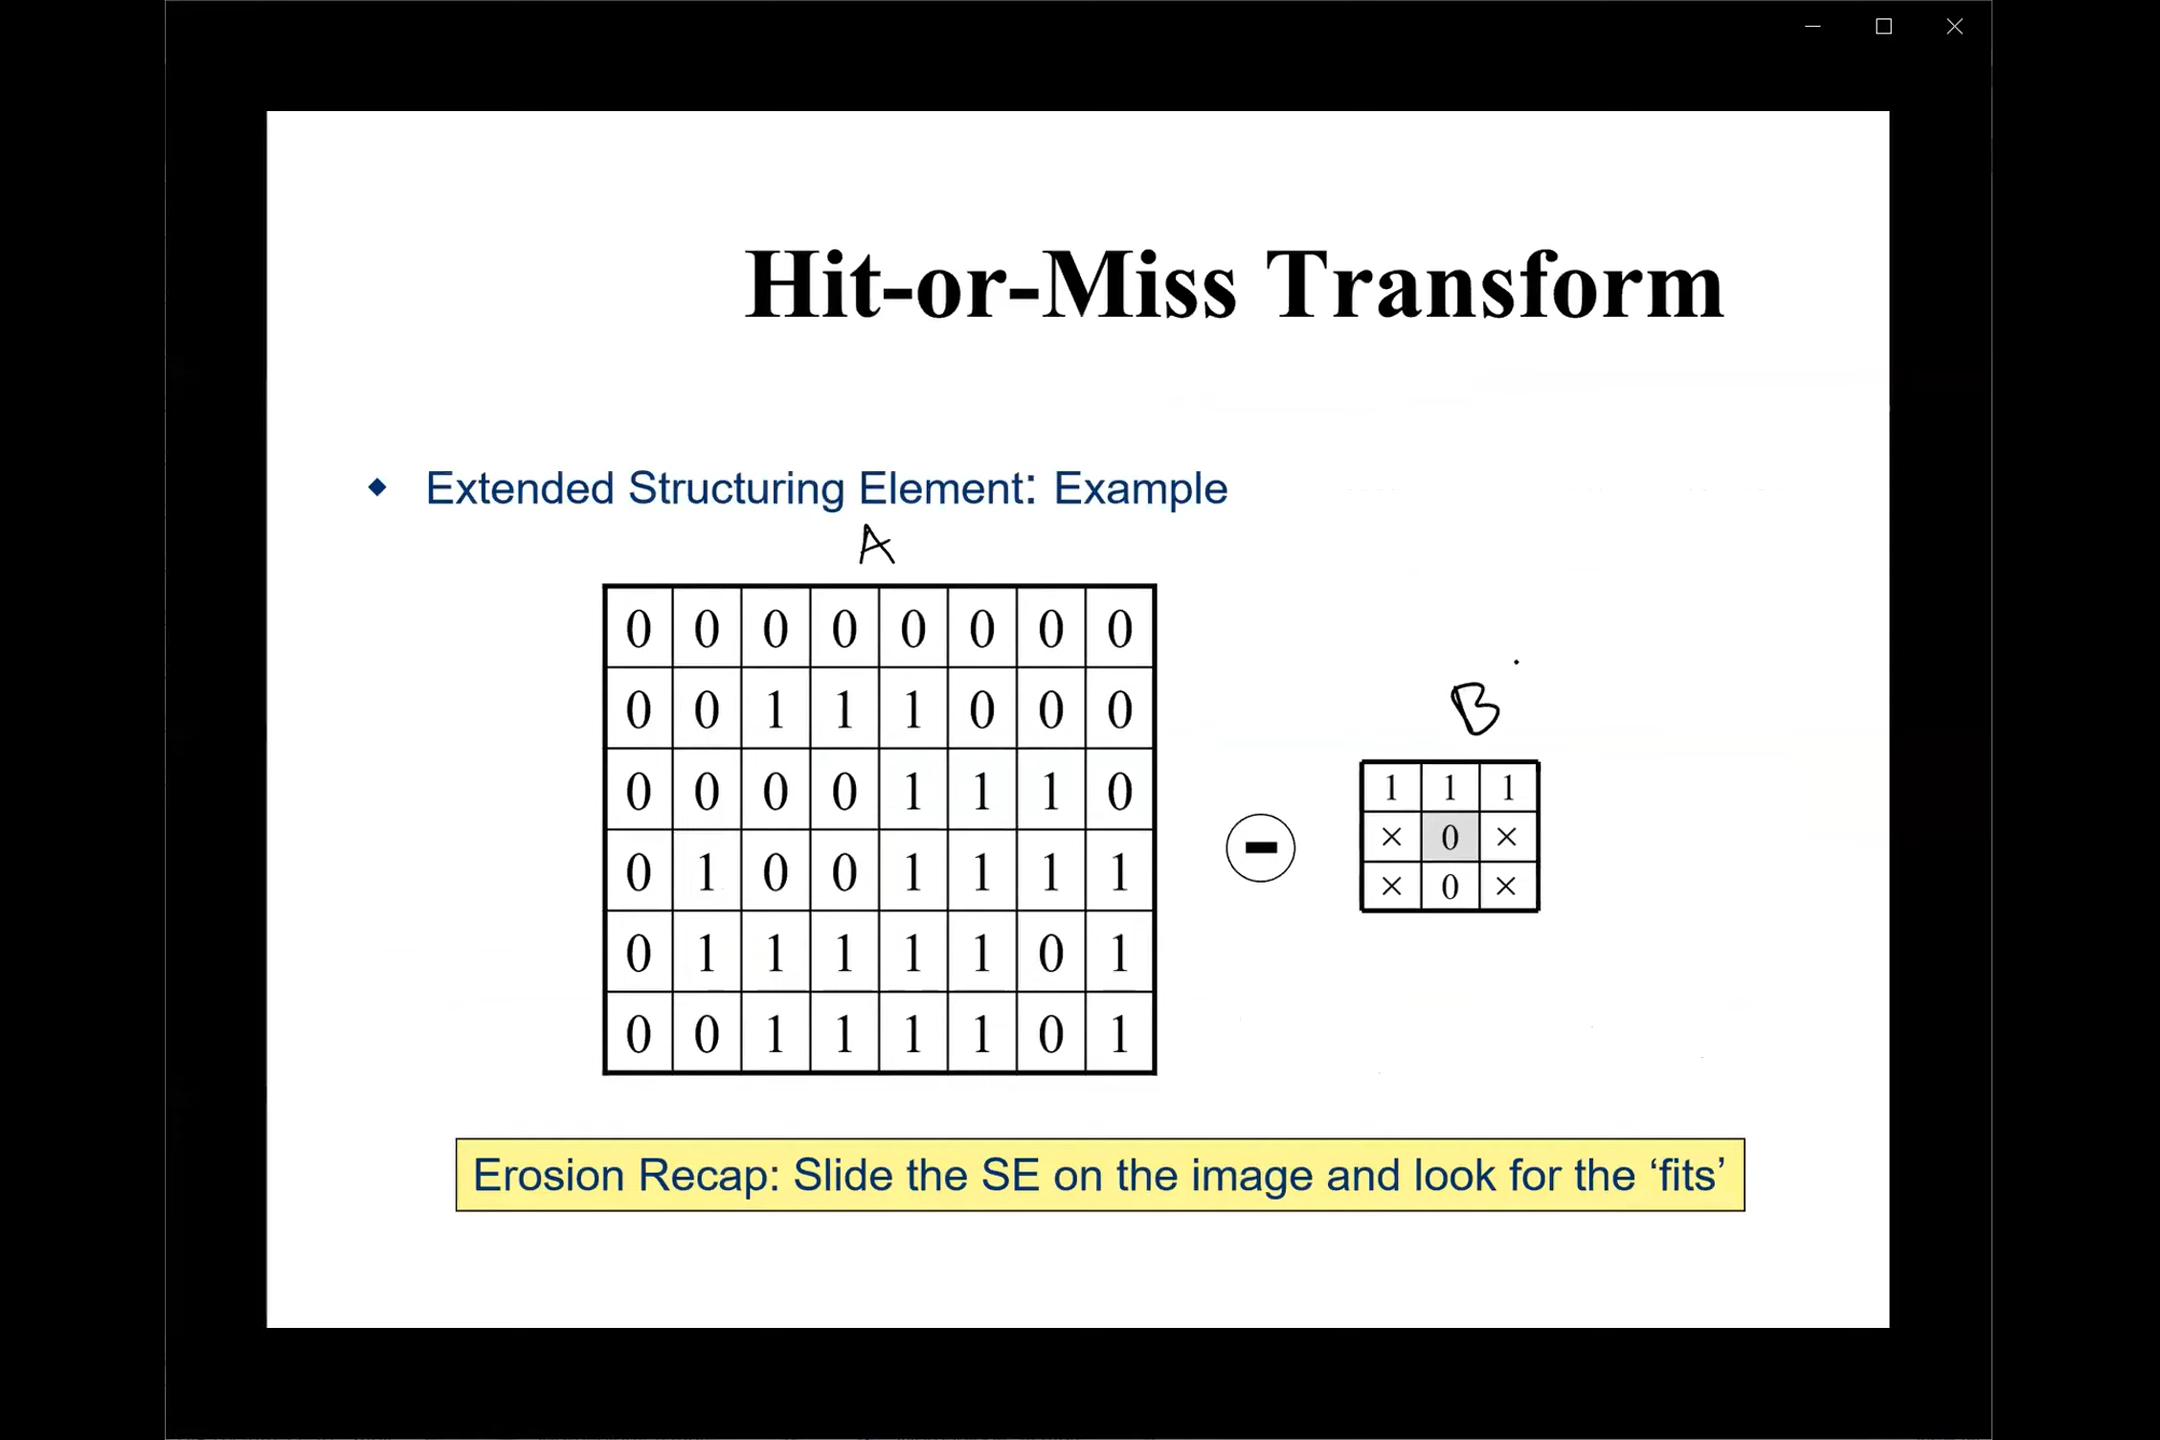 Hit-or-Miss Transform
◆ Extended Structuring Element: Example
A
0 0 0 0 0 0 0 0
0 0 1 1 1 0 0 0
0 0 0 0 1 1 1 0
0 1 0 0 1 1 1 1
0 1 1 1 1 1 0 1
0 0 1 1 1 1 0 1
B
1 1 1
× 0 ×
× 0 ×
Erosion Recap: Slide the SE on the image and look for the ‘fits’